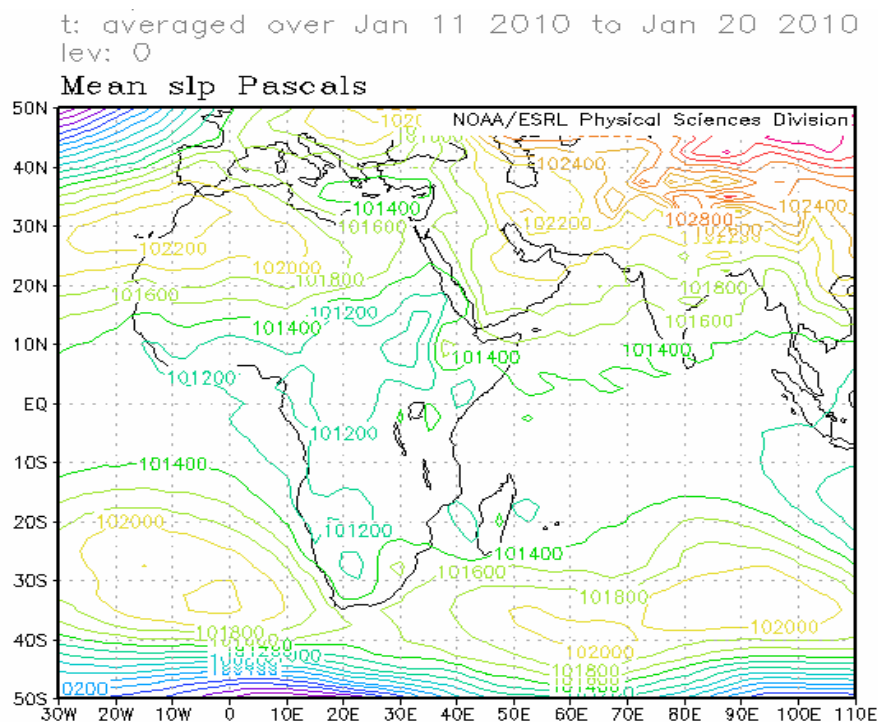 t: averaged over Jan 11 2010 to Jan 20 2010
lev: 0
Mean slp Pascals
NOAA/ESRL Physical Sciences Division
50N
40N
30N
20N
10N
EQ
10S
20S
30S
40S
50S
30W 20W 10W 0 10E 20E 30E 40E 50E 60E 70E 80E 90E 100E 110E
102400
101400
102200
102400
101600
102800
102200
102000
101800
101800
101600
101200
101600
101400
101400
101400
101200
101200
101400
101200
102000
101400
101600
101800
101800
102000
101800
101600
101400
0200